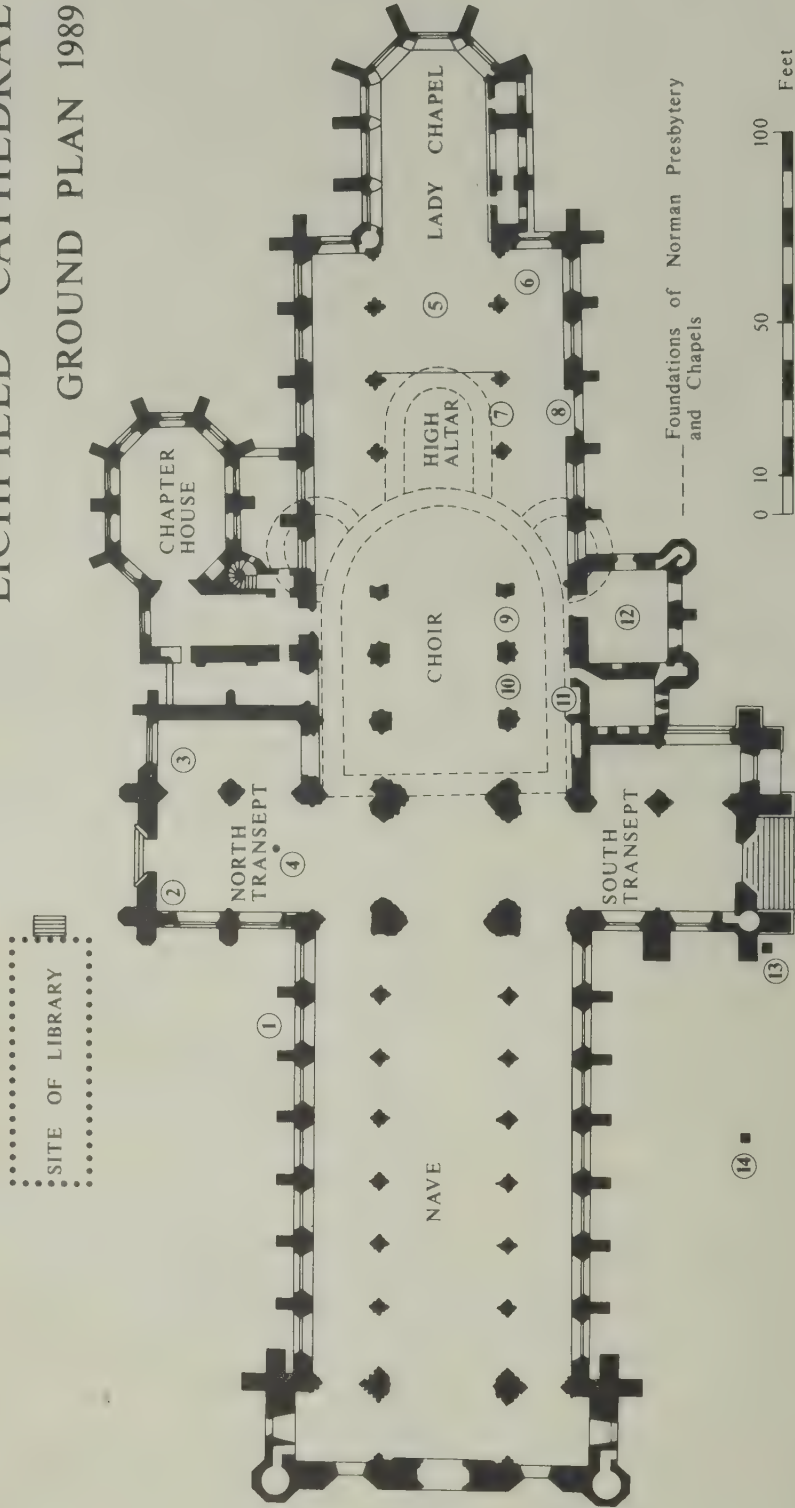 LICHFIELD CATHEDRAL
GROUND PLAN 1989
SITE OF LIBRARY
CHAPTER
HOUSE
3
2
NORTH
TRANSEPT
4
1
LADY CHAPEL
5
6
HIGH
ALTAR
7
8
CHOIR
9
10
11
12
NAVE
SOUTH
TRANSEPT
13
14
Foundations of Norman Presbytery
and Chapels
0 10 50 100
Feet